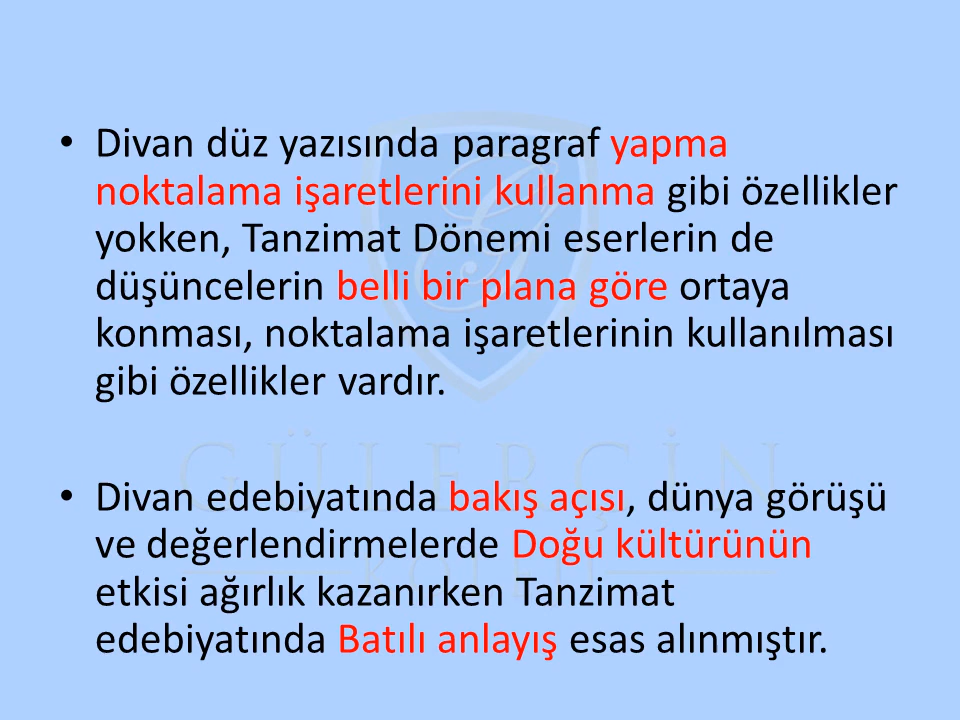 • Divan düz yazısında paragraf yapma
noktalama işaretlerini kullanma gibi özellikler
yokken, Tanzimat Dönemi eserlerin de
düşüncelerin belli bir plana göre ortaya
konması, noktalama işaretlerinin kullanılması
gibi özellikler vardır.
• Divan edebiyatında bakış açısı, dünya görüşü
ve değerlendirmelerde Doğu kültürünün
etkisi ağırlık kazanırken Tanzimat
edebiyatında Batılı anlayış esas alınmıştır.